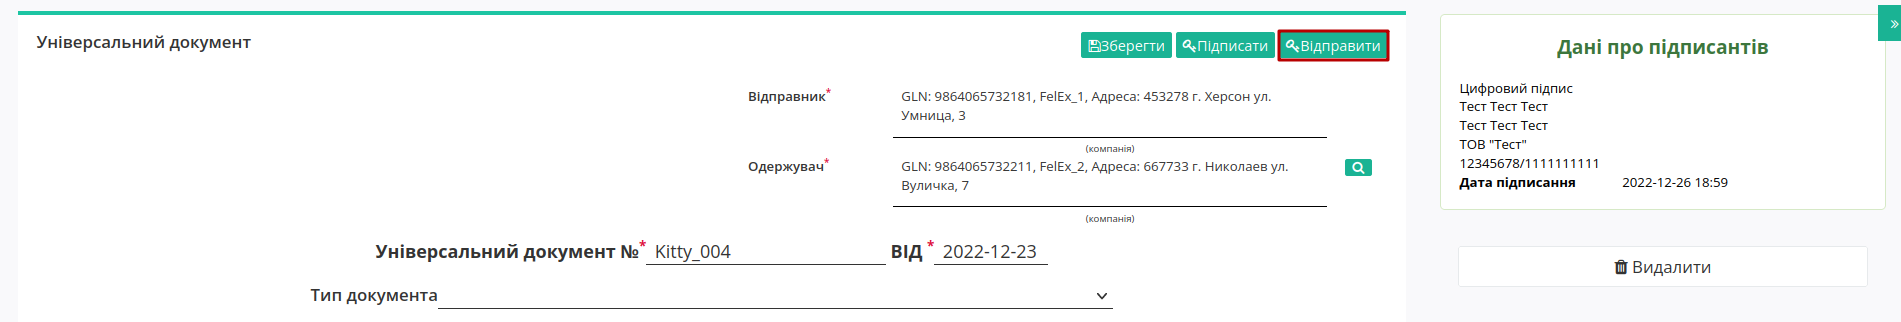 Універсальний документ
Зберегти Підписати Відправити
Відправник* GLN: 9864065732181, FelEx_1, Адреса: 453278 г. Херсон ул.
Умница, 3
(компанія)
Одержувач* GLN: 9864065732211, FelEx_2, Адреса: 667733 г. Николаев ул.
Вуличка, 7
(компанія)
Універсальний документ №* Kitty_004 ВІД * 2022-12-23
Тип документа
»
Дані про підписантів
Цифровий підпис
Тест Тест Тест
Тест Тест Тест
ТОВ "Тест"
12345678/1111111111
Дата підписання 2022-12-26 18:59
Видалити